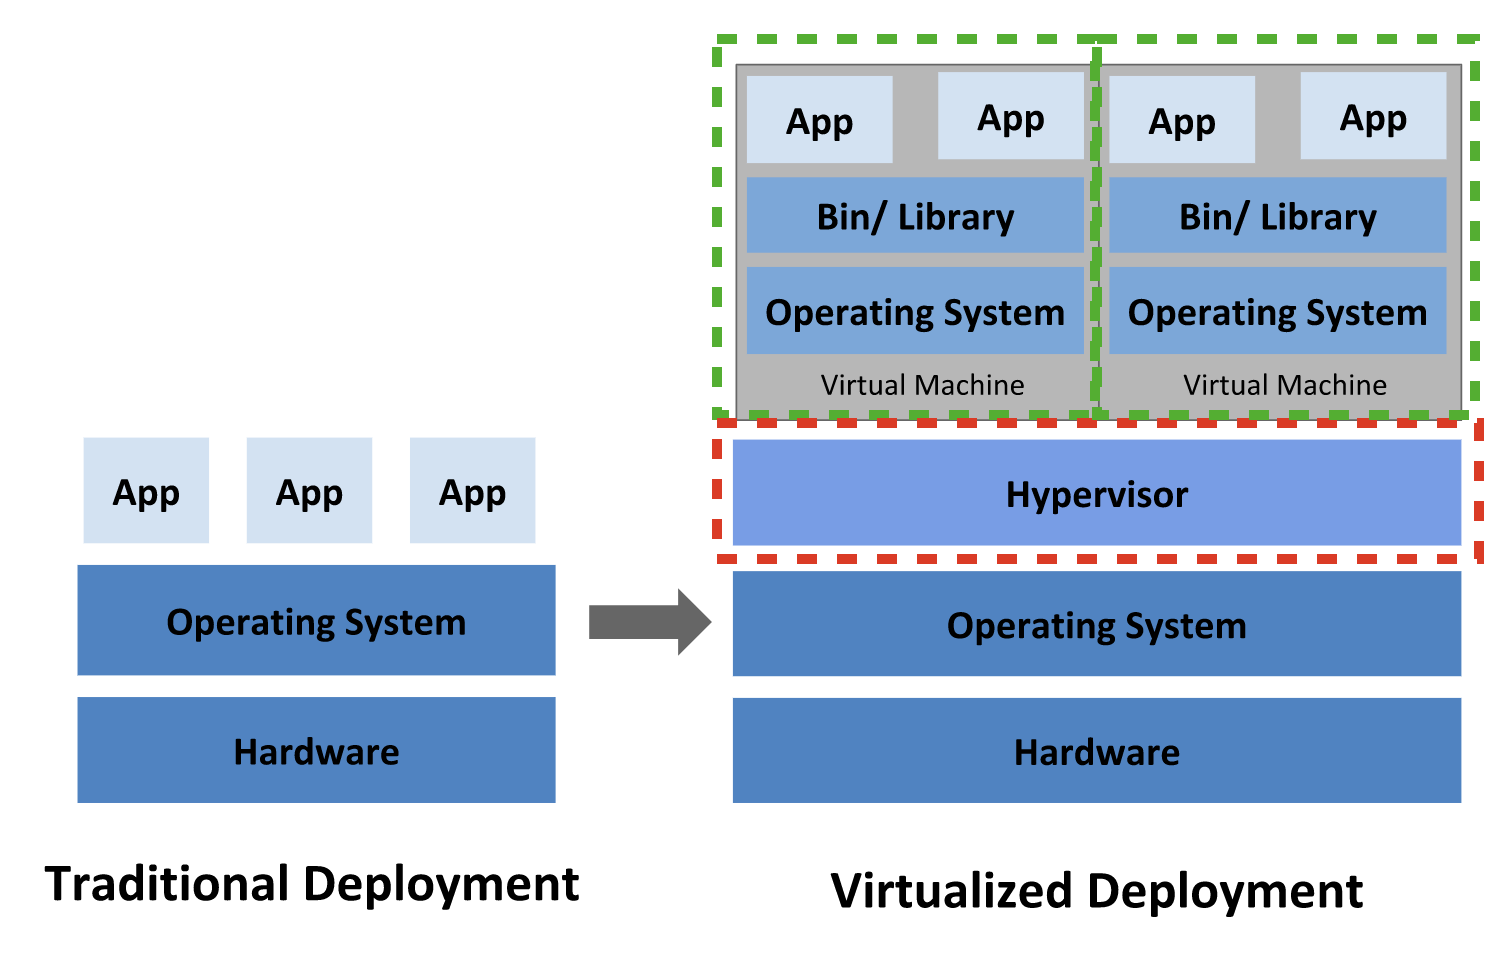 App
App
App
App
Bin/ Library
Bin/ Library
Operating System
Operating System
Virtual Machine
Virtual Machine
App
App
App
Hypervisor
Operating System
Operating System
Hardware
Hardware
Traditional Deployment
Virtualized Deployment